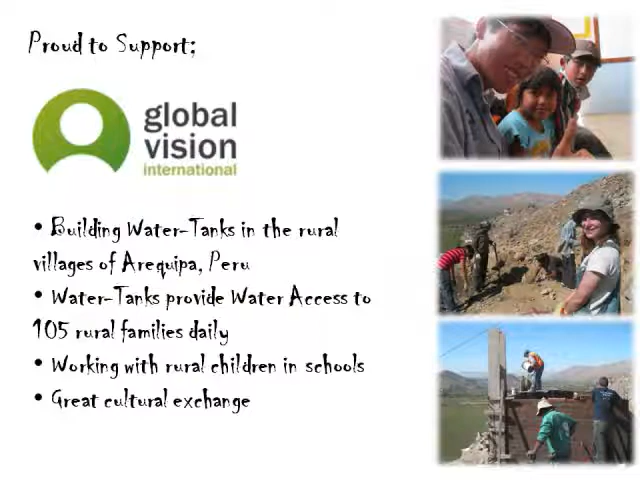 Proud to Support:
global
vision
international
• Building Water-Tanks in the rural
villages of Arequipa, Peru
• Water-Tanks provide Water Access to
105 rural families daily
• Working with rural children in schools
• Great cultural exchange